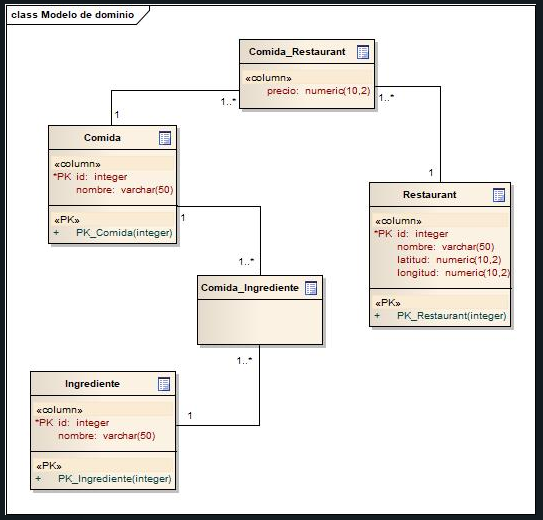 class Modelo de dominio
Comida_Restaurant
«column»
precio: numeric(10,2)
1..*
1..*
1
1
Comida
«column»
*PK id: integer
nombre: varchar(50)
«PK»
+ PK_Comida(integer)
Restaurant
«column»
*PK id: integer
nombre: varchar(50)
latitud: numeric(10,2)
longitud: numeric(10,2)
«PK»
+ PK_Restaurant(integer)
1
1..*
Comida_Ingrediente
1..*
1
Ingrediente
«column»
*PK id: integer
nombre: varchar(50)
«PK»
+ PK_Ingrediente(integer)